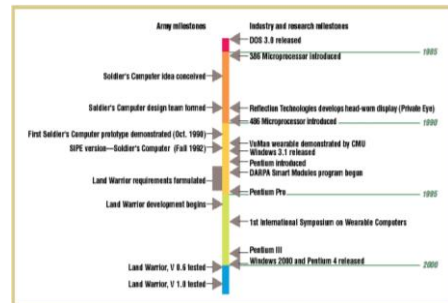 Army milestones
Industry and research milestones
DOS 3.0 released
1985
386 Microprocessor introduced
Soldier's Computer idea conceived
Soldier's Computer design team formed
Reflection Technologies develops head-worn display (Private Eye)
486 Microprocessor introduced
1990
First Soldier's Computer prototype demonstrated (Oct. 1990)
VuMan wearable demonstrated by CMU
SIPE version—Soldier's Computer (Fall 1992)
Windows 3.1 released
Pentium introduced
DARPA Smart Modules program began
Land Warrior requirements formulated
Pentium Pro
1995
Land Warrior development begins
1st International Symposium on Wearable Computers
Pentium III
Windows 2000 and Pentium 4 released
2000
Land Warrior, V 0.6 tested
Land Warrior, V 1.0 tested